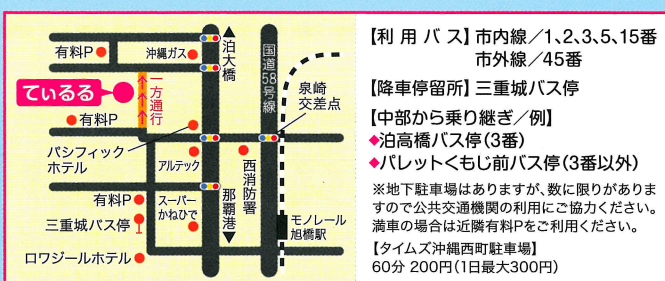 有料P
沖縄ガス
▲泊大橋
国道58号線
泉崎
交差点
ているる
一方通行
有料P
パシフィック
ホテル
アルテック
西消防署
有料P
スーパー
かねひで
那覇港▼
三重城バス停
モノレール
旭橋駅
ロワジールホテル
【利用バス】市内線／1、2、3、5、15番
市外線／45番
【降車停留所】三重城バス停
【中部から乗り継ぎ／例】
◆泊高橋バス停(3番)
◆パレットくもじ前バス停(3番以外)
※地下駐車場はありますが、数に限りがありま
すので公共交通機関の利用にご協力ください。
満車の場合は近隣有料Pをご利用ください。
【タイムズ沖縄西町駐車場】
60分 200円(1日最大300円)